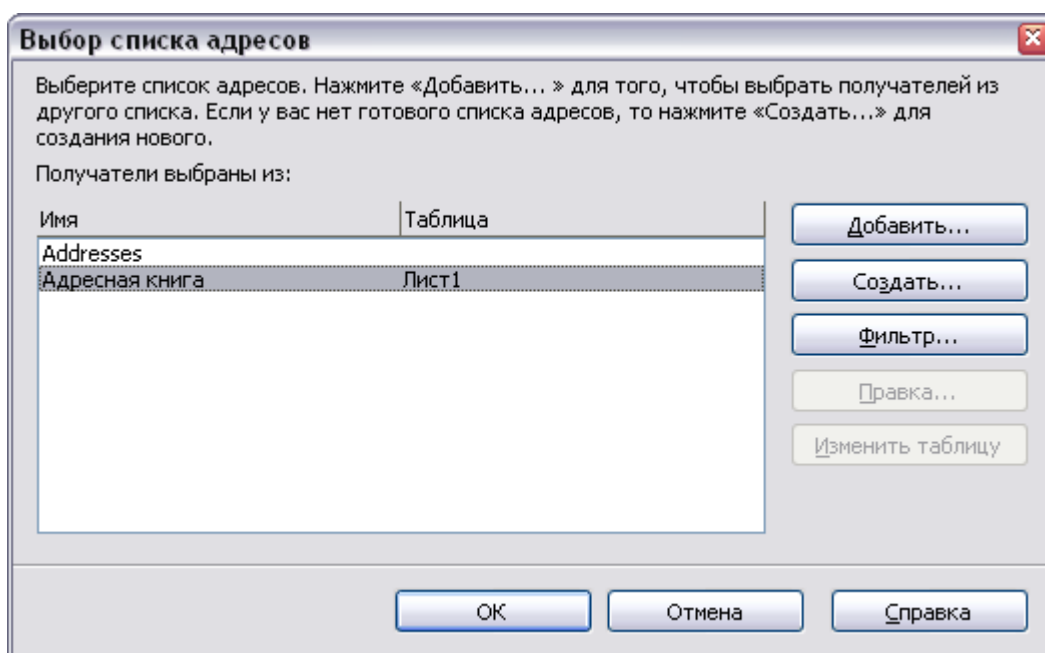 Выбор списка адресов
Выберите список адресов. Нажмите «Добавить... » для того, чтобы выбрать получателей из
другого списка. Если у вас нет готового списка адресов, то нажмите «Создать...» для
создания нового.
Получатели выбраны из:
Имя Таблица
Addresses
Адресная книга Лист1
Добавить...
Создать...
Фильтр...
Правка...
Изменить таблицу
ОК Отмена Справка